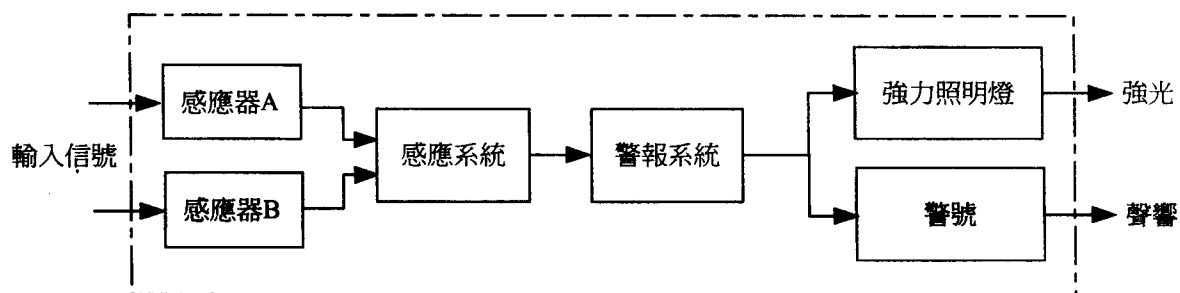 輸入信號
感應器A
感應器B
感應系統
警報系統
強力照明燈
警號
強光
聲響